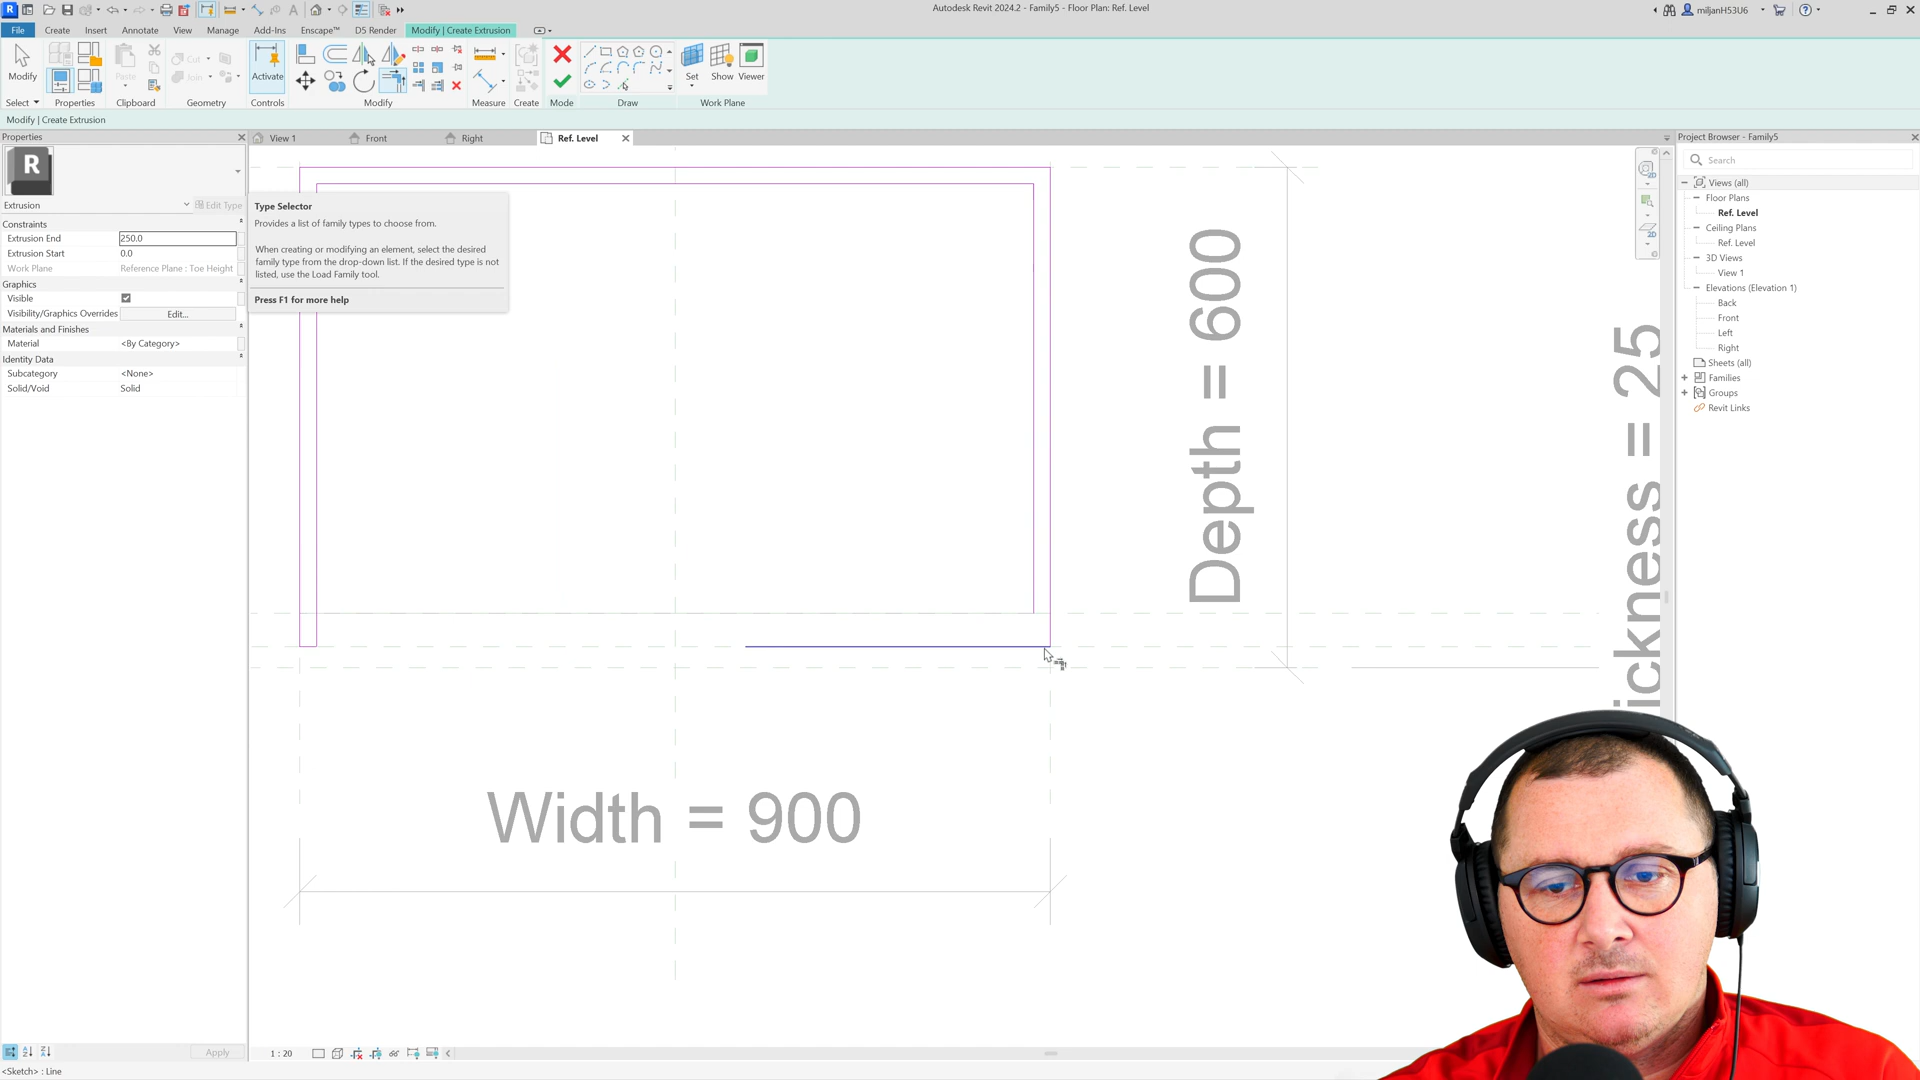 Autodesk Revit 2024.2 - Family5 - Floor Plan: Ref. Level
miljanH53U6
File
Create
Insert
Annotate
View
Manage
Add-Ins
Enscape™
D5 Render
Modify | Create Extrusion
Modify
Paste
Cut
Join
Activate
Create
Set
Show
Viewer
Select
Properties
Clipboard
Geometry
Controls
Modify
Measure
Create
Mode
Draw
Work Plane
Modify | Create Extrusion
Properties
View 1
Front
Right
Ref. Level
Project Browser - Family5
R
Search
Extrusion
Edit Type
Constraints
Extrusion End
250.0
Extrusion Start
0.0
Work Plane
Reference Plane : Toe Height
Graphics
Visible
Visibility/Graphics Overrides
Edit...
Materials and Finishes
Material
<By Category>
Identity Data
Subcategory
<None>
Solid/Void
Solid
Type Selector
Provides a list of family types to choose from.
When creating or modifying an element, select the desired
family type from the drop-down list. If the desired type is not
listed, use the Load Family tool.
Press F1 for more help
Depth = 600
ickness = 25
Width = 900
Views (all)
Floor Plans
Ref. Level
Ceiling Plans
Ref. Level
3D Views
View 1
Elevations (Elevation 1)
Back
Front
Left
Right
Sheets (all)
Families
Groups
Revit Links
Apply
1 : 20
<Sketch> : Line